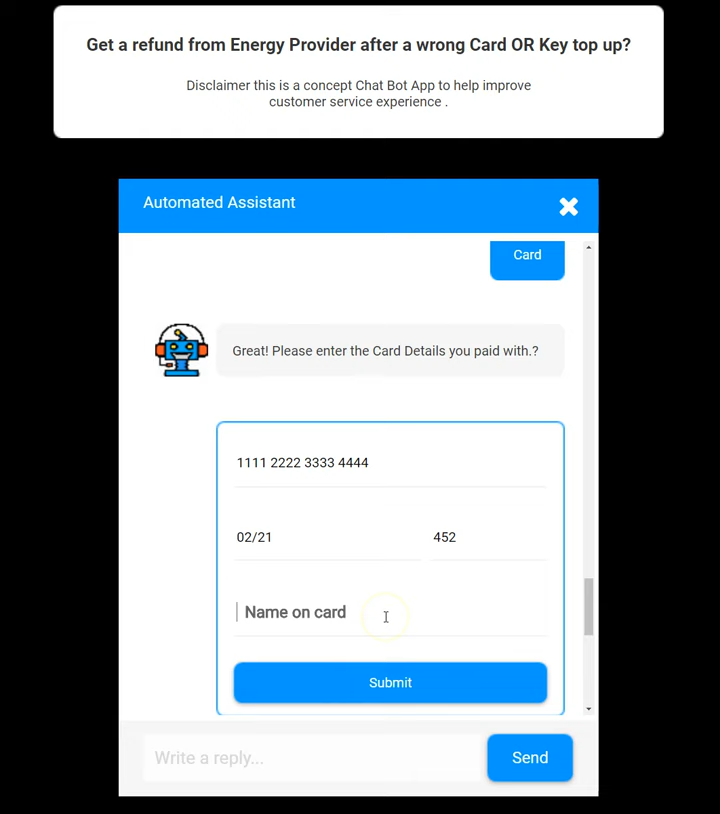 Get a refund from Energy Provider after a wrong Card OR Key top up?
Disclaimer this is a concept Chat Bot App to help improve
customer service experience .
Automated Assistant
Card
Great! Please enter the Card Details you paid with.?
1111 2222 3333 4444
02/21 452
Name on card
Submit
Write a reply...
Send